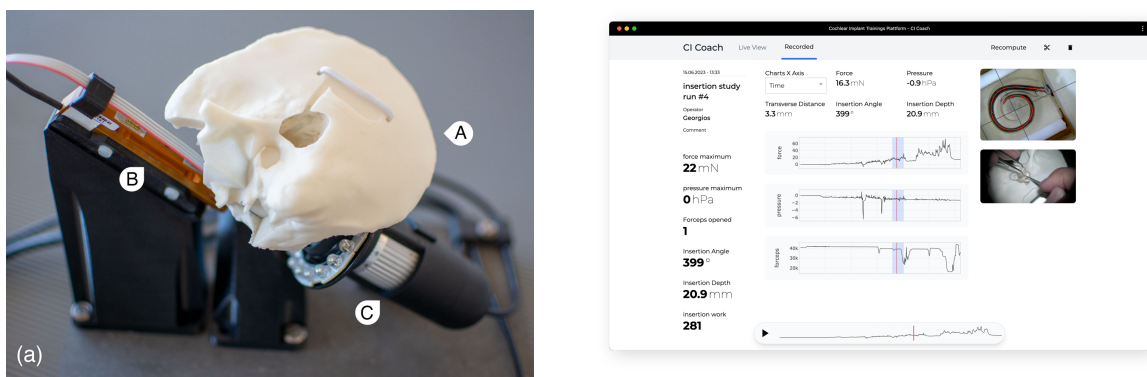 A
B
C
(a)
Cochlear Implant Trainings Plattform - CI Coach
CI Coach
Live View
Recorded
Recompute
15.06.2023 - 13:33
insertion study
run #4
Operator
Georgios
Comment
force maximum
22 mN
pressure maximum
0 hPa
Forceps opened
1
Insertion Angle
399 °
Insertion Depth
20.9 mm
insertion work
281
Charts X Axis
Time
Force
16.3 mN
Pressure
-0.9 hPa
Transverse Distance
3.3 mm
Insertion Angle
399 °
Insertion Depth
20.9 mm
force
60
40
20
0
pressure
0
−2
−4
−6
forceps
40k
30k
20k